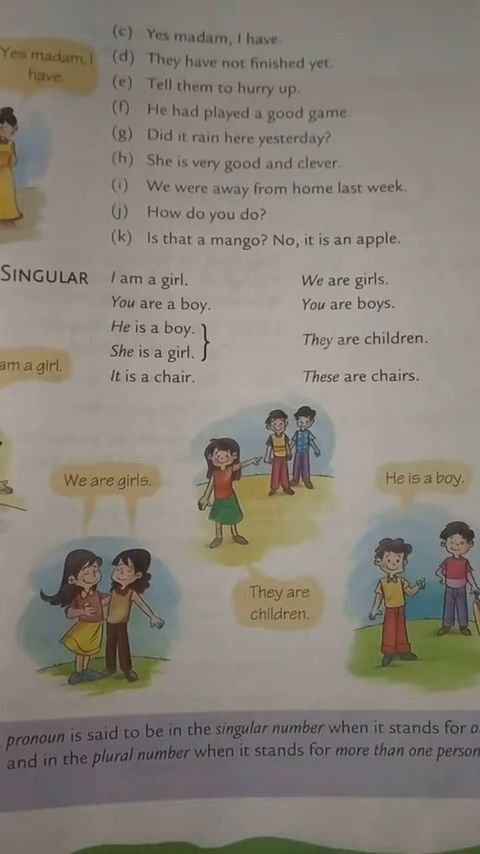 (c) Yes madam, I have.
(d) They have not finished yet.
(e) Tell them to hurry up.
(f) He had played a good game.
(g) Did it rain here yesterday?
(h) She is very good and clever.
(i) We were away from home last week.
(j) How do you do?
(k) Is that a mango? No, it is an apple.
Yes madam, I
have.
SINGULAR I am a girl. We are girls.
You are a boy. You are boys.
He is a boy.
She is a girl. } They are children.
It is a chair. These are chairs.
am a girl.
We are girls.
He is a boy.
They are
children.
pronoun is said to be in the singular number when it stands for
and in the plural number when it stands for more than one person